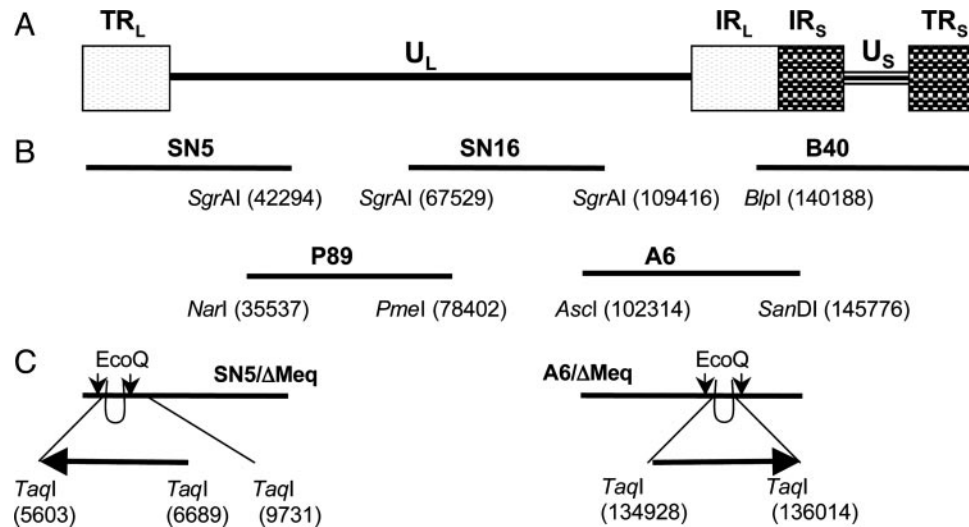 A TR_L U_L IR_L IR_S U_S TR_S
B SN5 SN16 B40
SgrAI (42294) SgrAI (67529) SgrAI (109416) BlpI (140188)
P89 A6
NarI (35537) PmeI (78402) AscI (102314) SanDI (145776)
C EcoQ SN5/ΔMeq A6/ΔMeq EcoQ
TaqI TaqI TaqI TaqI TaqI
(5603) (6689) (9731) (134928) (136014)